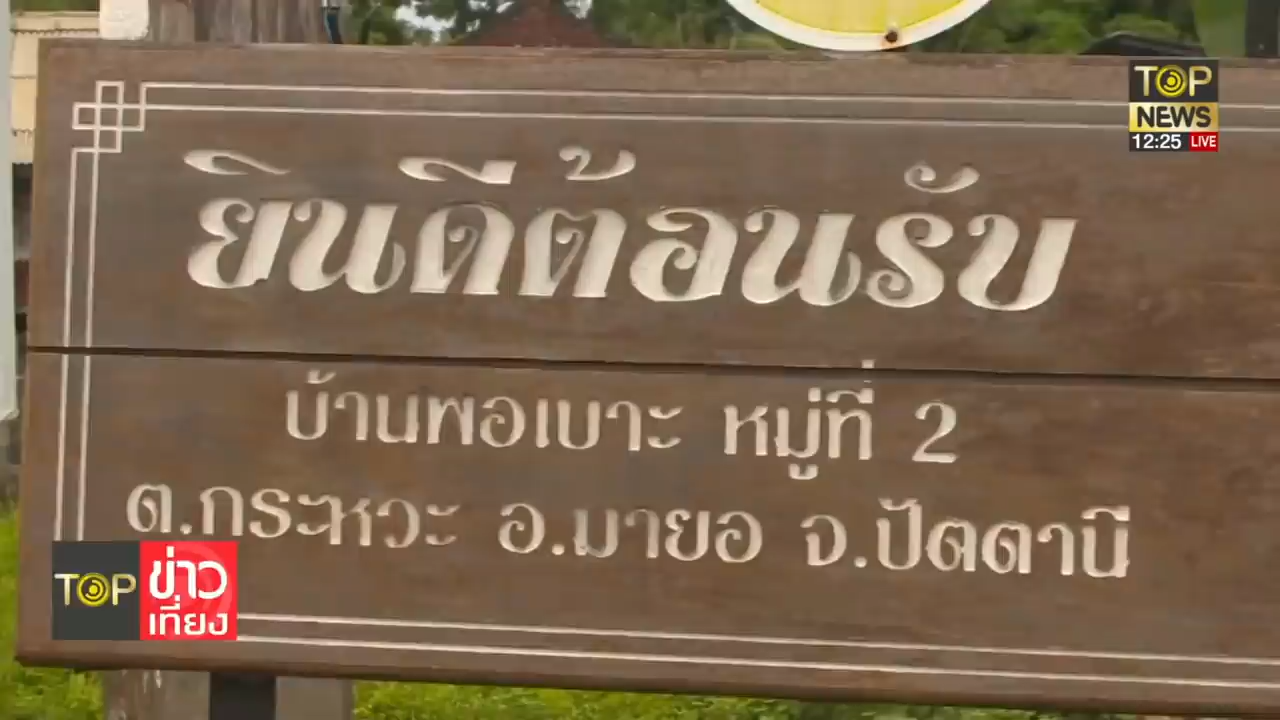 TOP
NEWS
12:25 LIVE
ยินดีต้อนรับ
บ้านพอเบาะ หมู่ที่ 2
ต.กระหวะ อ.มายอ จ.ปัตตานี
TOP ข่าว
เที่ยง